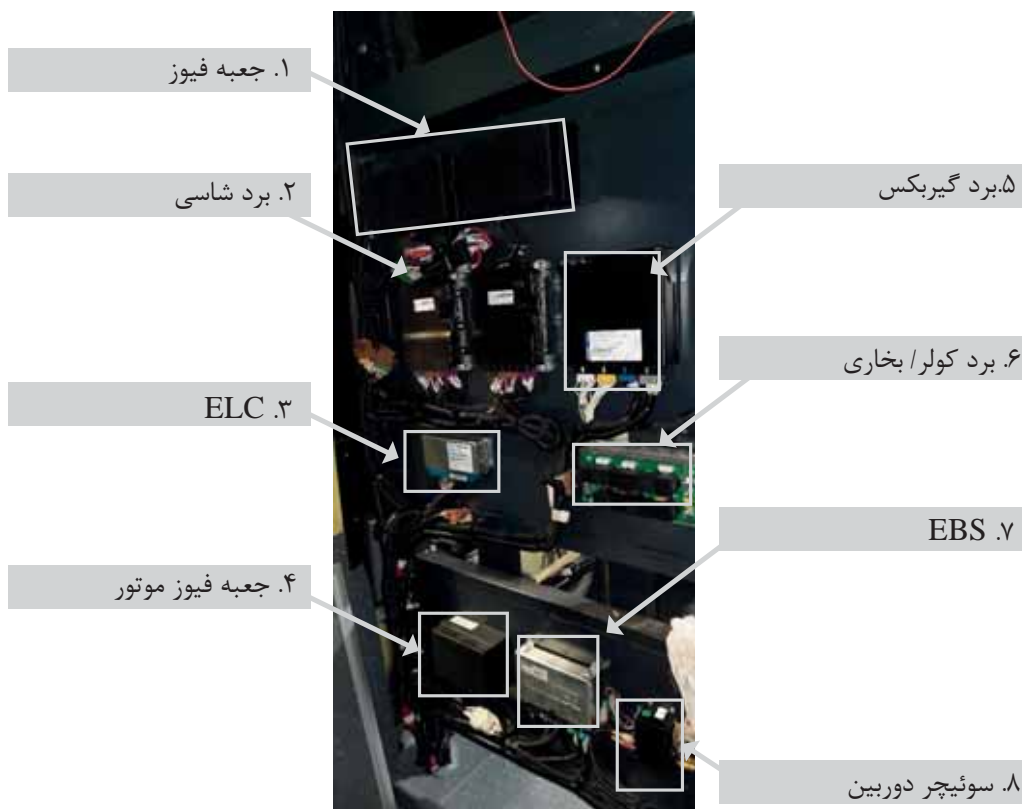 ۱. جعبه فیوز
۲. برد شاسی
۳. ELC
۴. جعبه فیوز موتور
۵.برد گیربکس
۶. برد کولر/ بخاری
۷. EBS
۸. سوئیچر دوربین